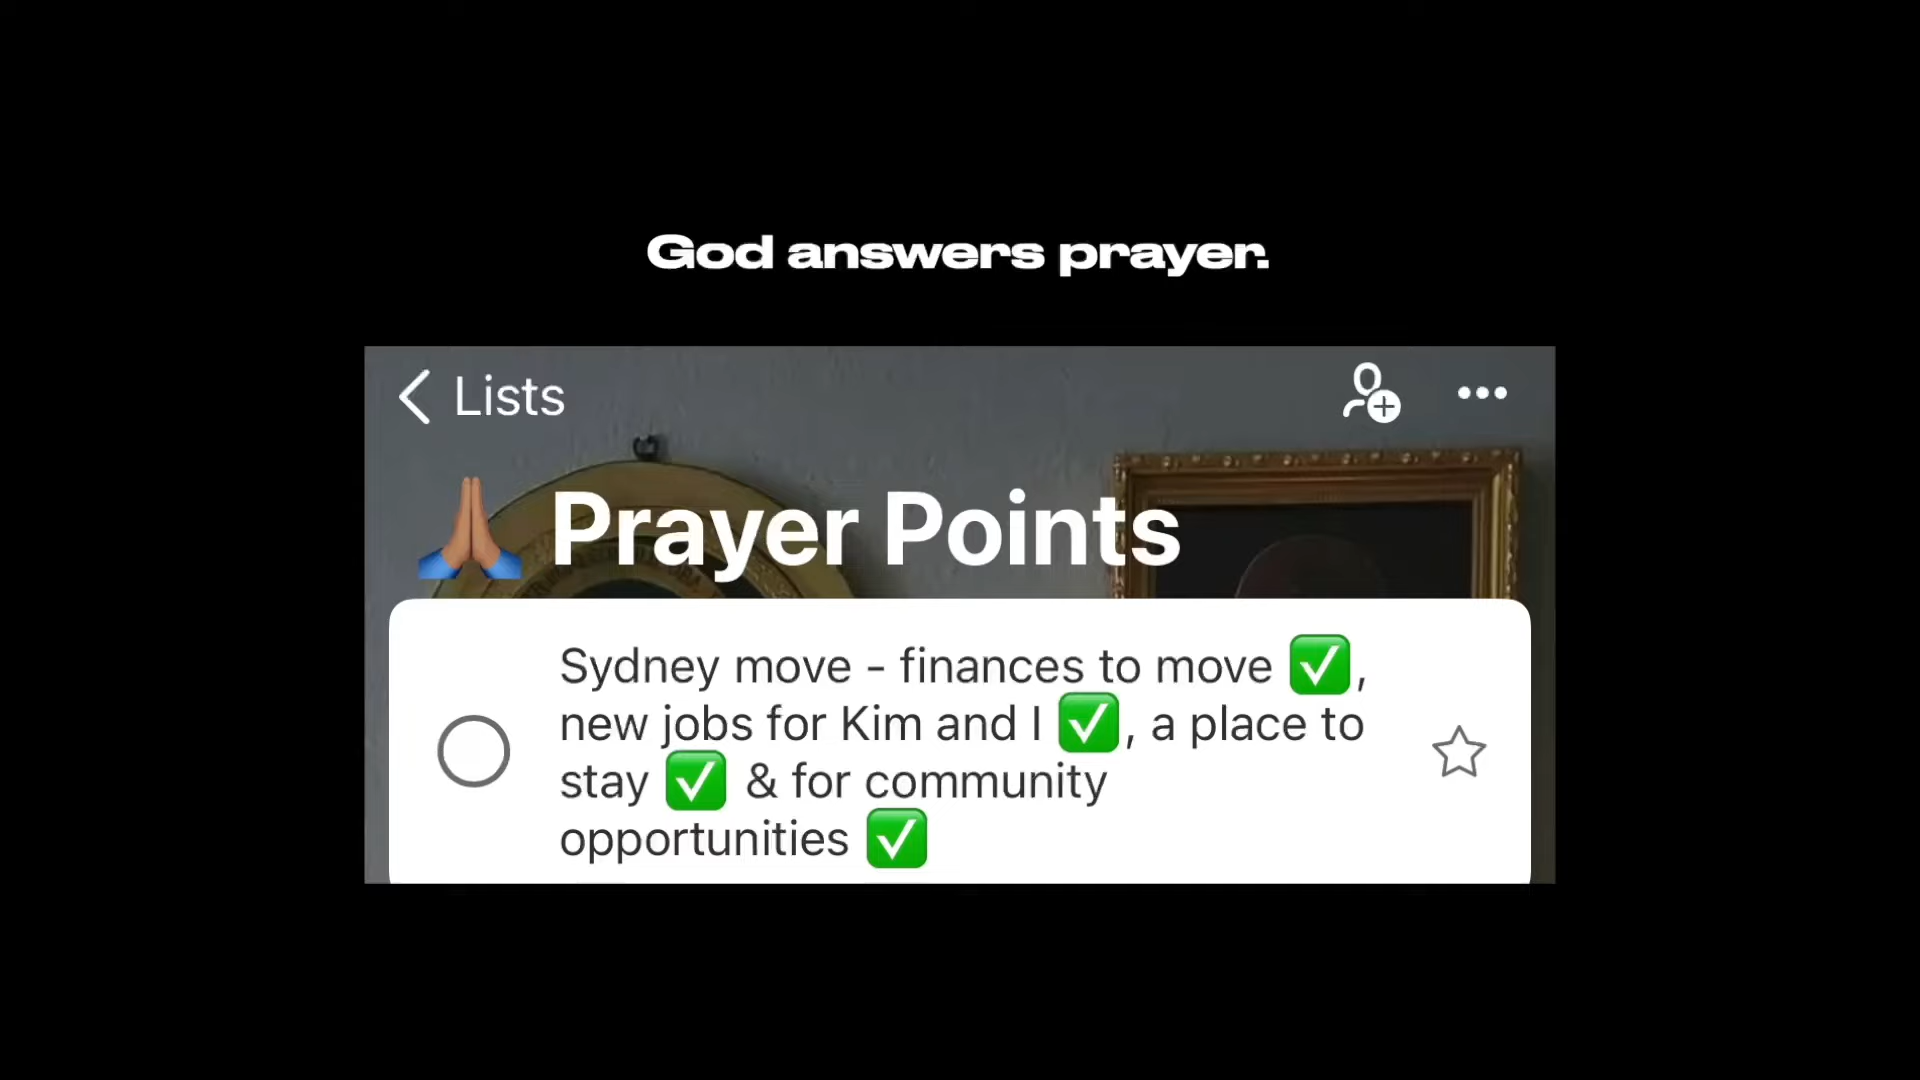 God answers prayer.
Lists
🙏🏽 Prayer Points
Sydney move - finances to move ✅,
new jobs for Kim and I ✅, a place to
stay ✅ & for community
opportunities ✅